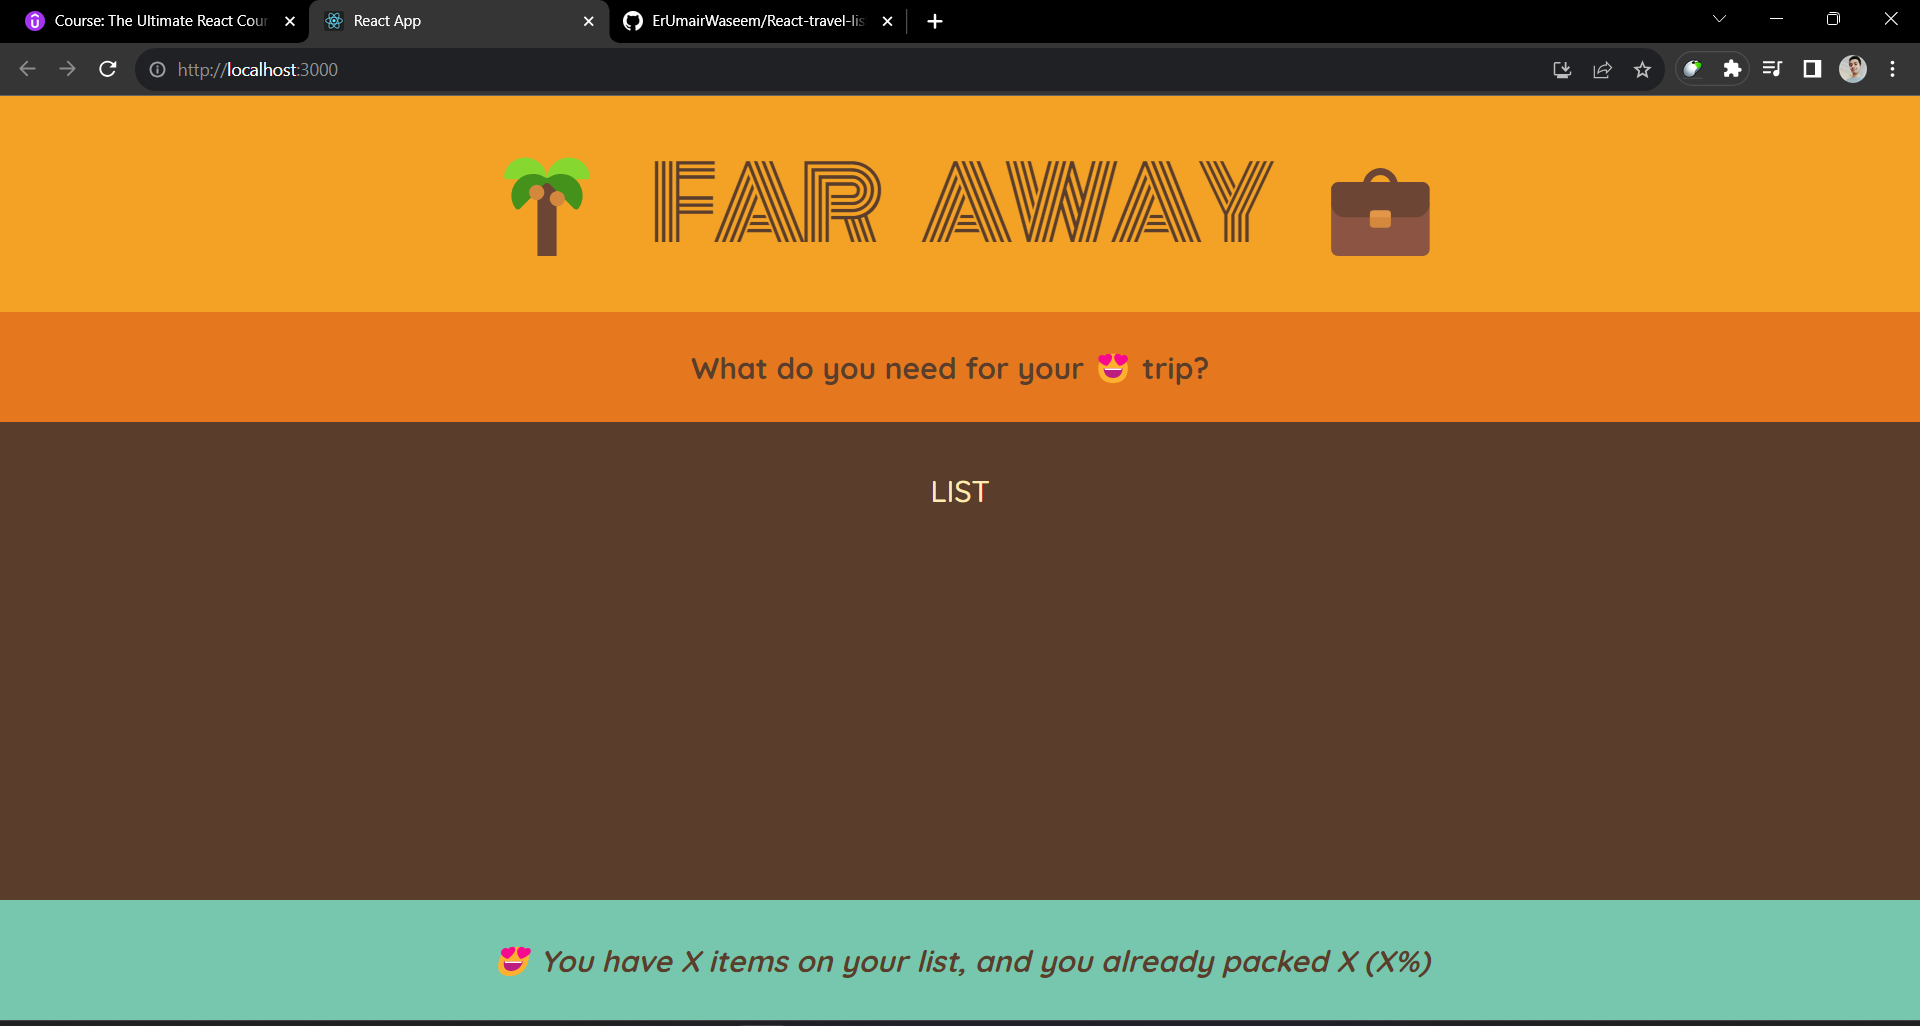 Course: The Ultimate React Cour
React App
ErUmairWaseem/React-travel-lis
http://localhost:3000
FAR AWAY
What do you need for your 😍 trip?
LIST
😍 You have X items on your list, and you already packed X (X%)